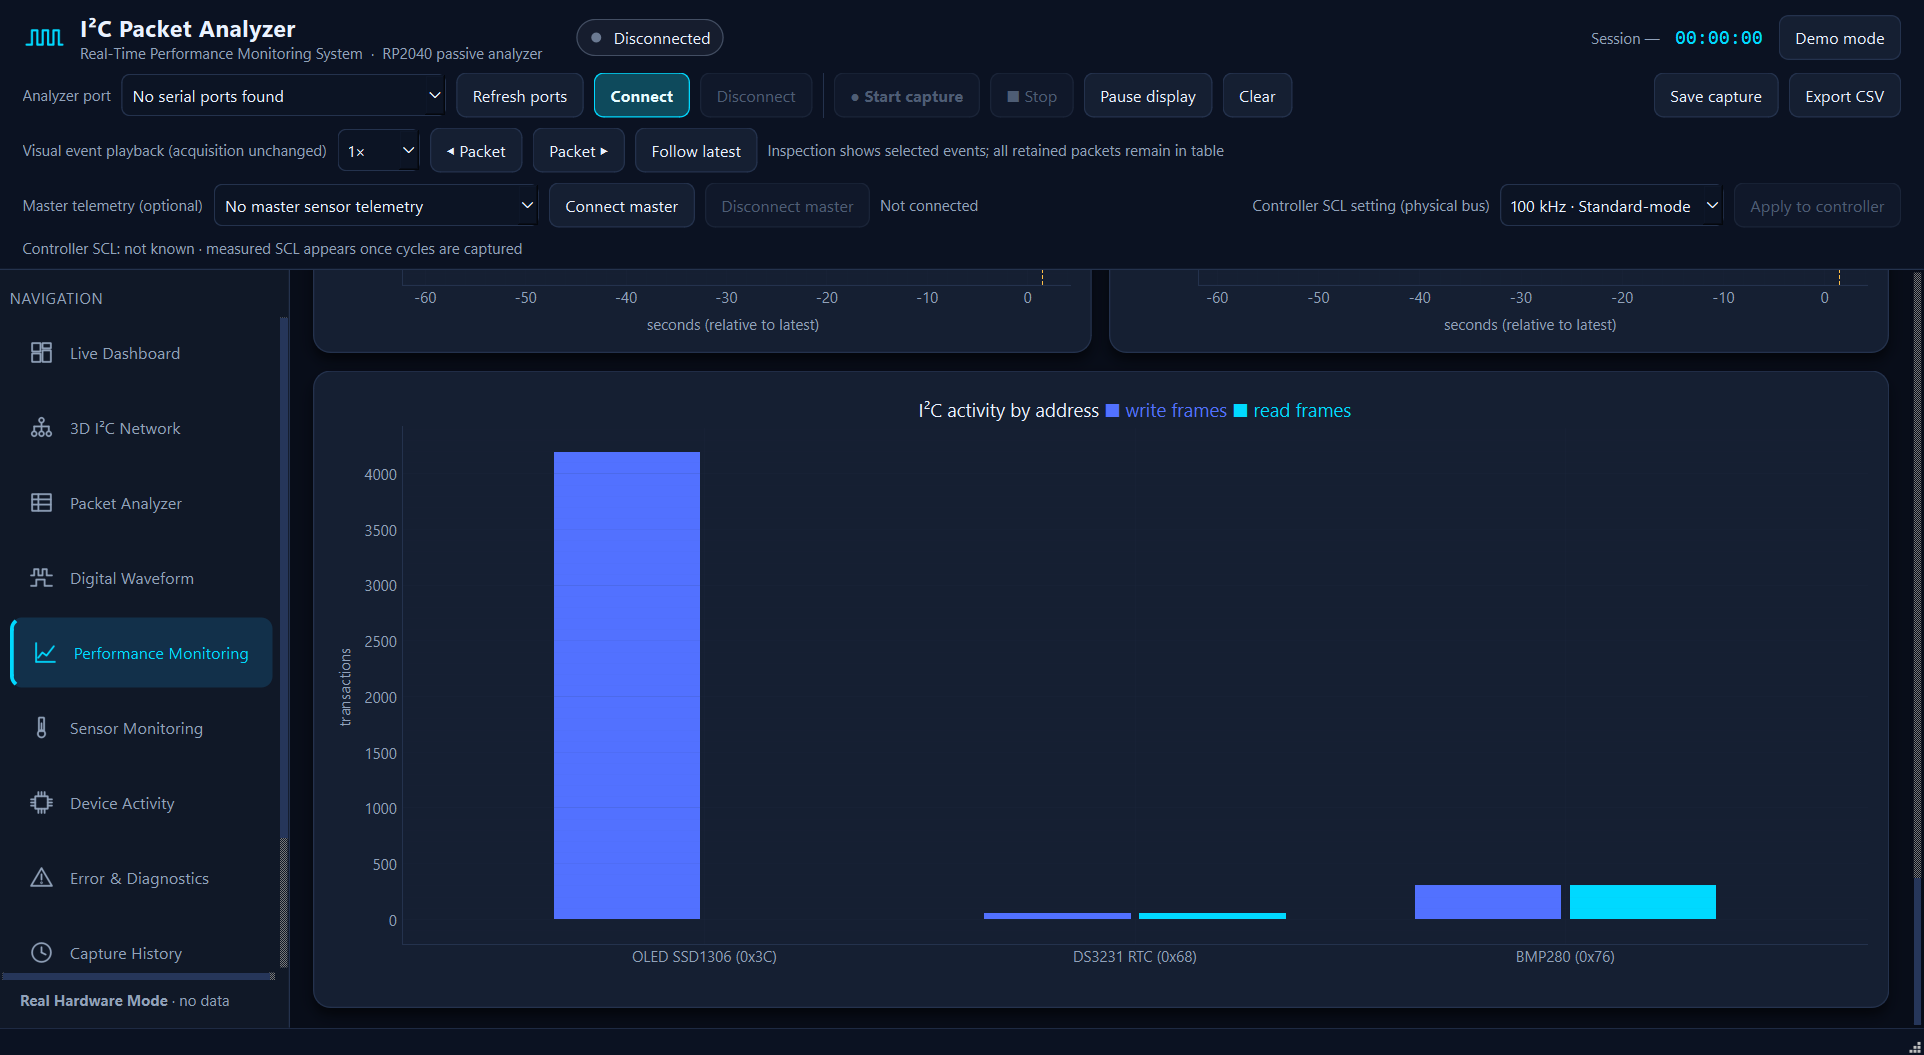 I²C Packet Analyzer
Real-Time Performance Monitoring System · RP2040 passive analyzer
Disconnected
Session — 00:00:00 Demo mode
Analyzer port No serial ports found Refresh ports Connect Disconnect ● Start capture ■ Stop Pause display Clear Save capture Export CSV
Visual event playback (acquisition unchanged) 1× ◂ Packet Packet ▸ Follow latest Inspection shows selected events; all retained packets remain in table
Master telemetry (optional) No master sensor telemetry Connect master Disconnect master Not connected Controller SCL setting (physical bus) 100 kHz · Standard-mode Apply to controller
Controller SCL: not known · measured SCL appears once cycles are captured
NAVIGATION
Live Dashboard
3D I²C Network
Packet Analyzer
Digital Waveform
Performance Monitoring
Sensor Monitoring
Device Activity
Error & Diagnostics
Capture History
Real Hardware Mode · no data
-60 -50 -40 -30 -20 -10 0
seconds (relative to latest)
-60 -50 -40 -30 -20 -10 0
seconds (relative to latest)
I²C activity by address ■ write frames ■ read frames
transactions
4000
3500
3000
2500
2000
1500
1000
500
0
OLED SSD1306 (0x3C) DS3231 RTC (0x68) BMP280 (0x76)